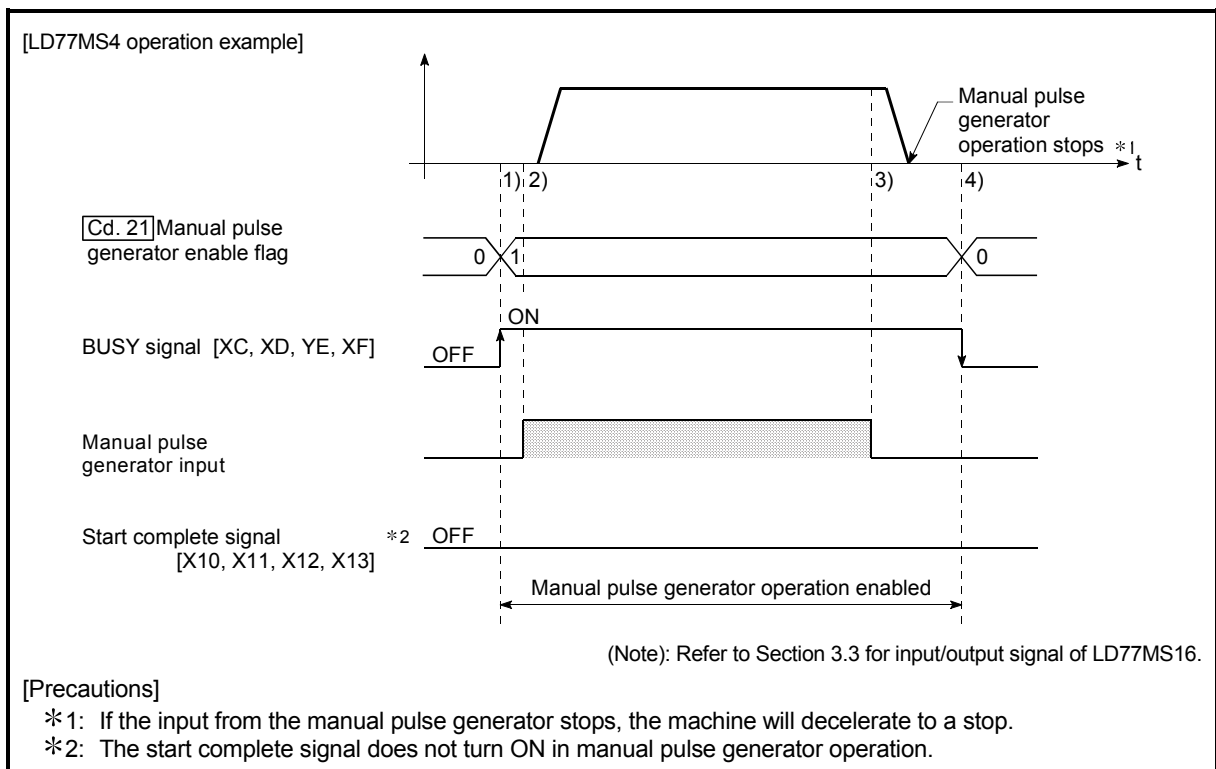 [LD77MS4 operation example]
Manual pulse
generator
operation stops *1
t
1) 2) 3) 4)
Cd. 21 Manual pulse
generator enable flag
0 1 0
ON
BUSY signal [XC, XD, YE, XF]
OFF
Manual pulse
generator input
Start complete signal *2 OFF
[X10, X11, X12, X13]
Manual pulse generator operation enabled
(Note): Refer to Section 3.3 for input/output signal of LD77MS16.
[Precautions]
*1: If the input from the manual pulse generator stops, the machine will decelerate to a stop.
*2: The start complete signal does not turn ON in manual pulse generator operation.